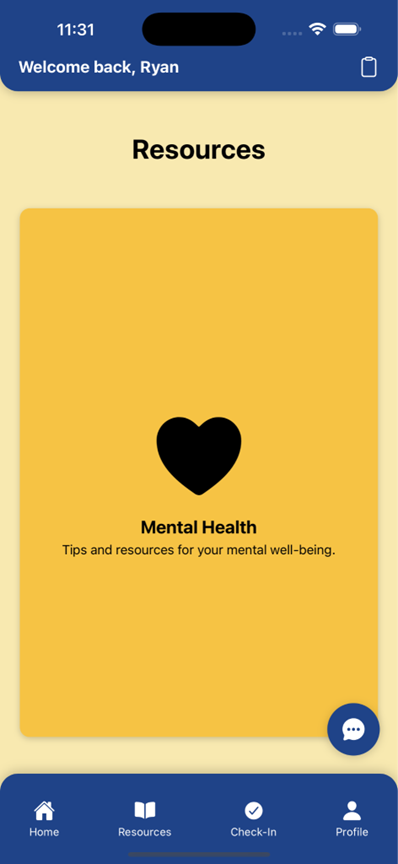 11:31
Welcome back, Ryan
Resources
Mental Health
Tips and resources for your mental well-being.
Home
Resources
Check-In
Profile